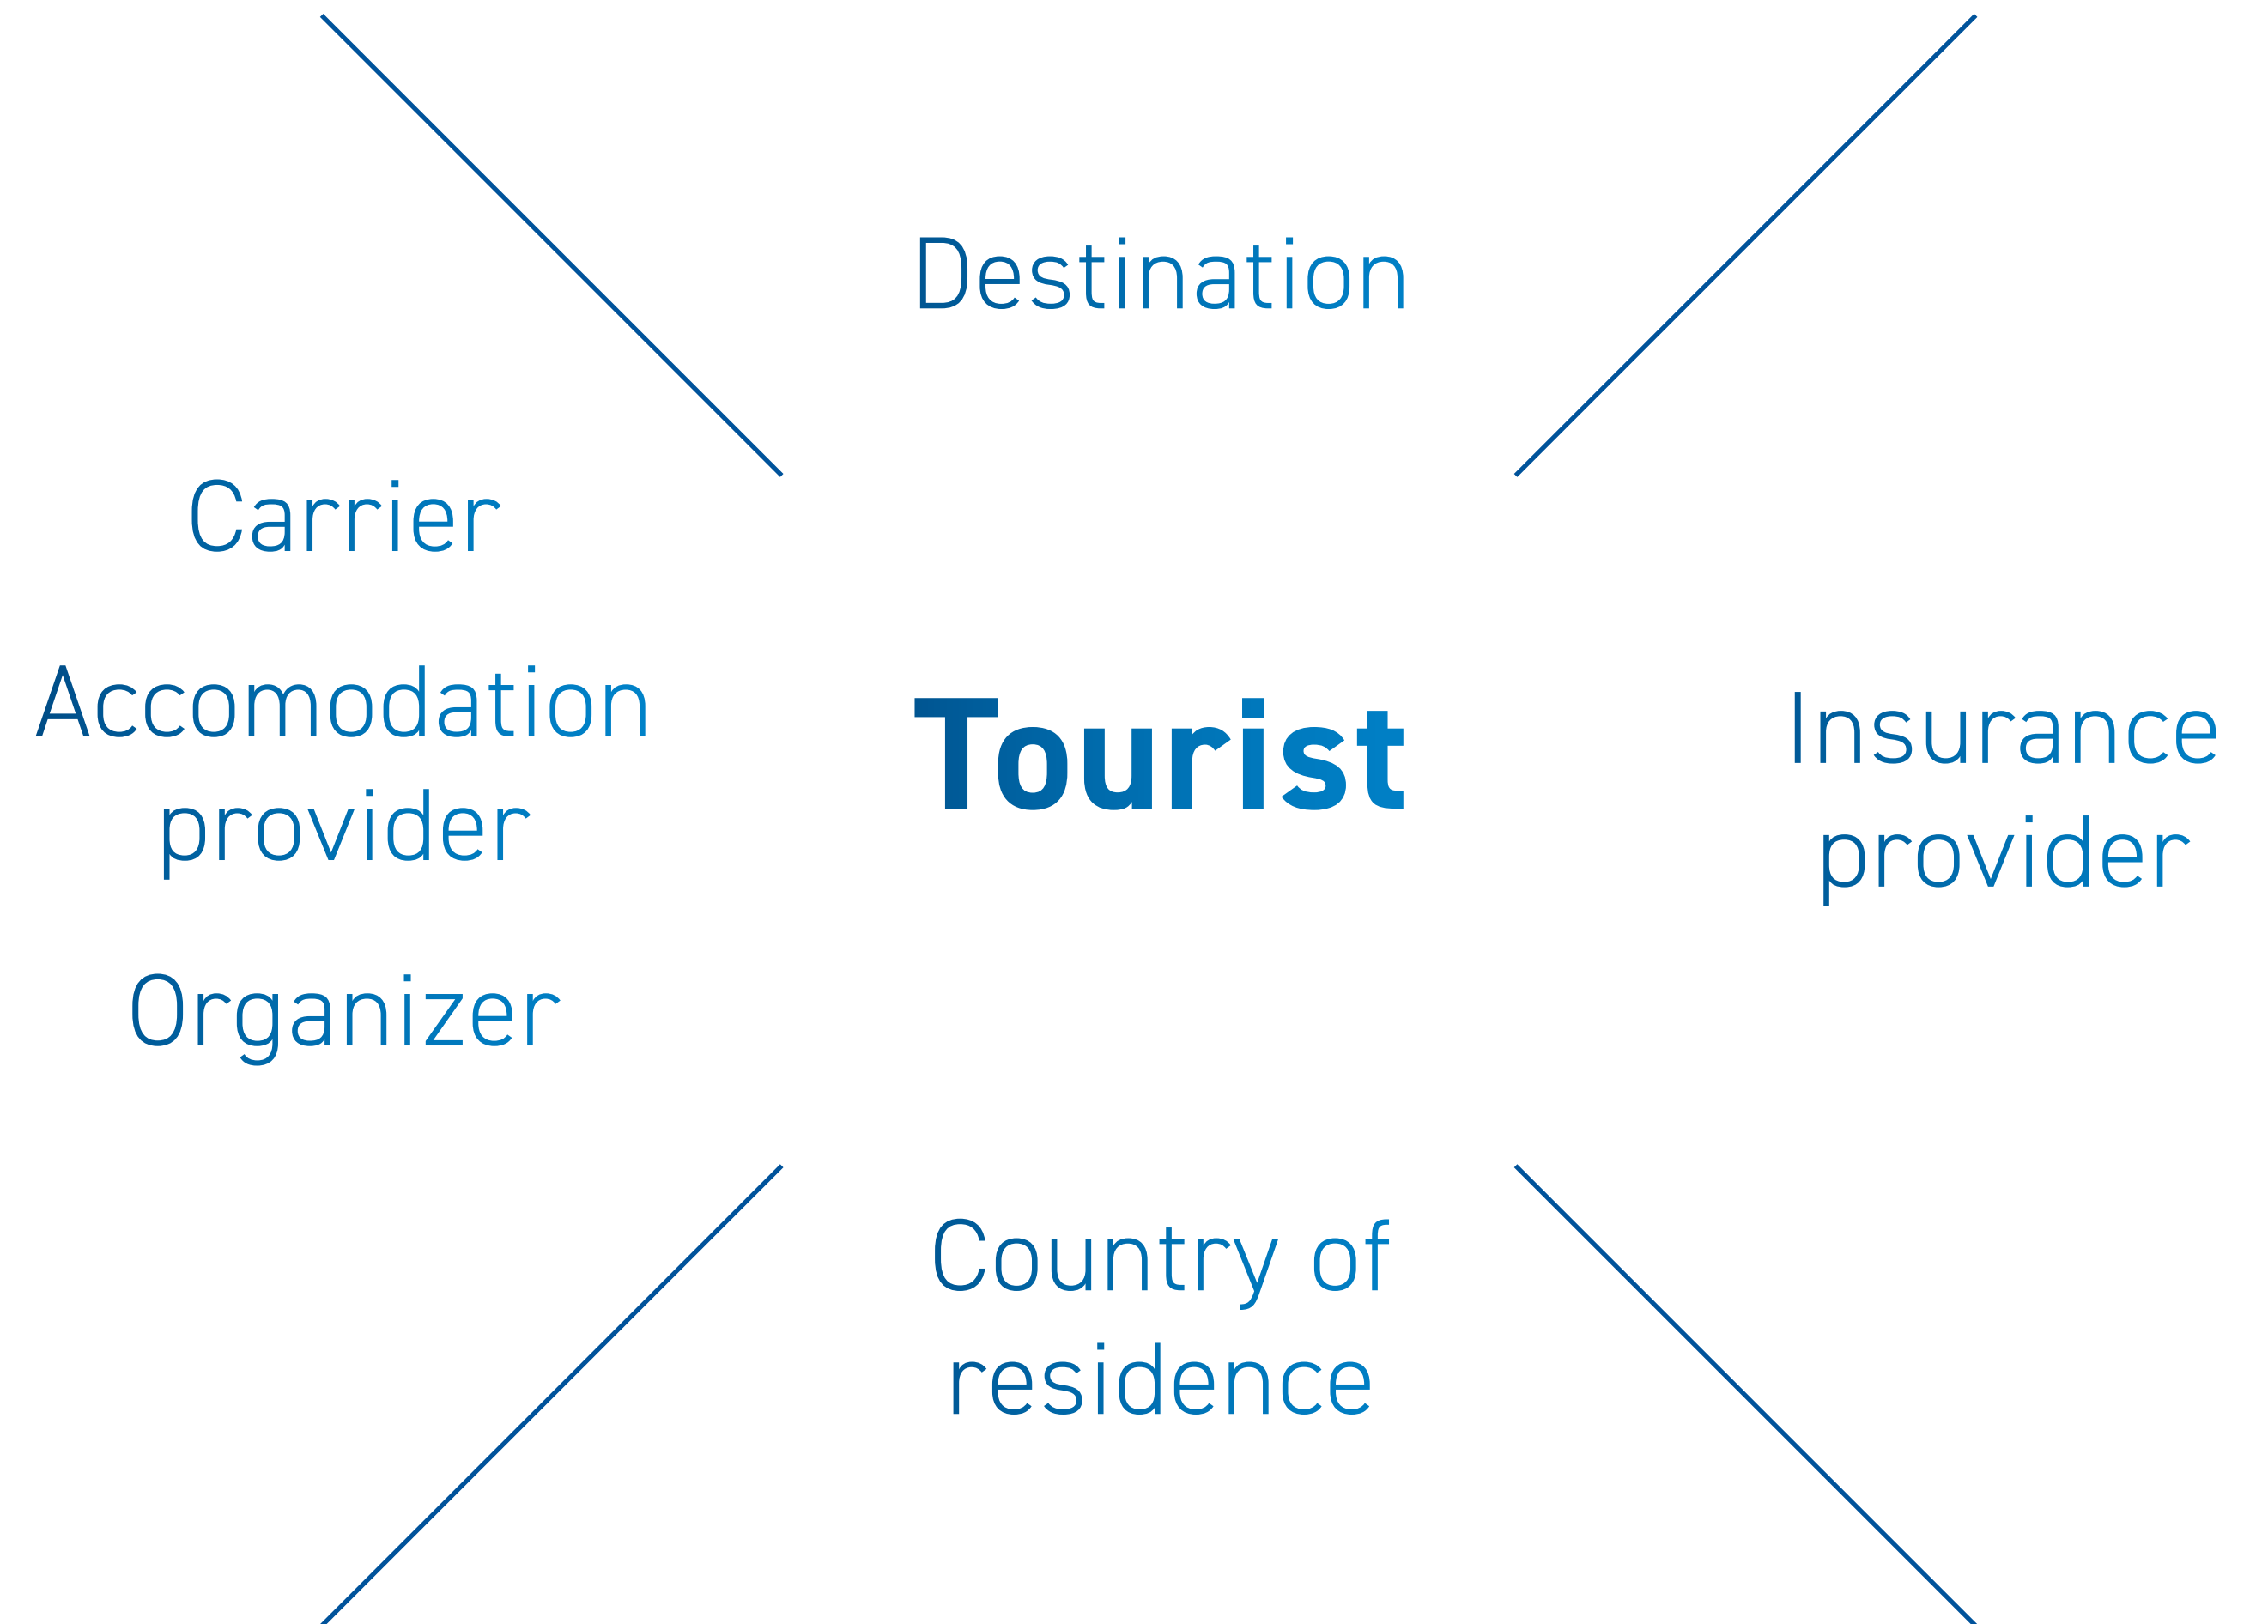 Destination
Carrier
Accomodation
provider
Organizer
Tourist
Insurance
provider
Country of
residence